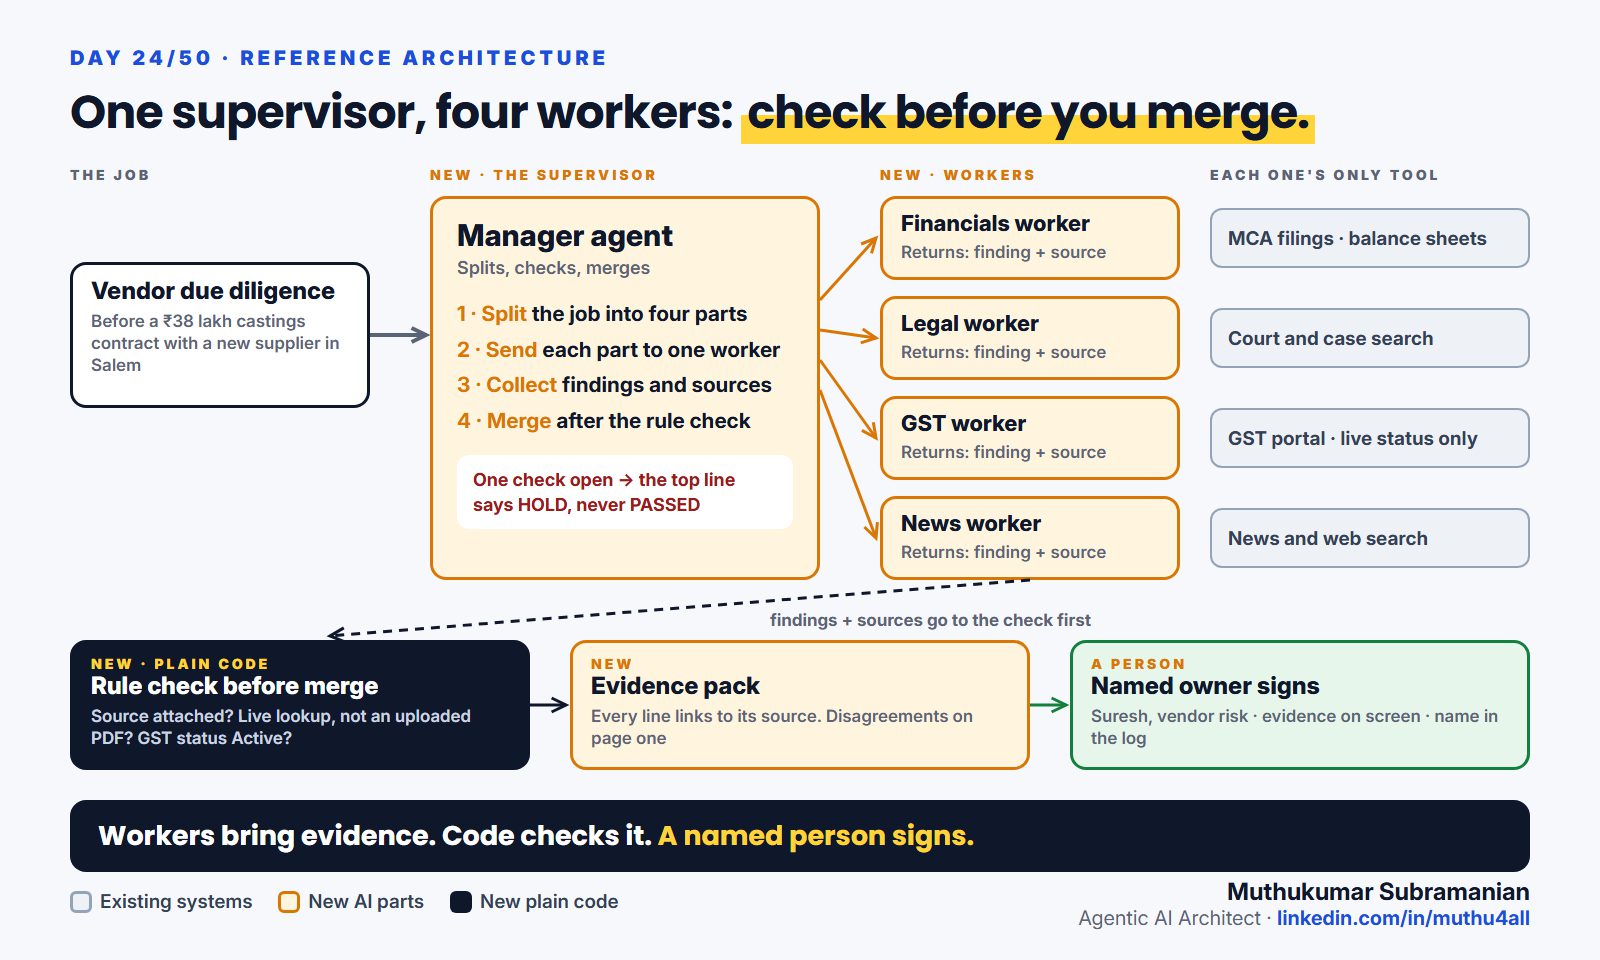 DAY 24/50 · REFERENCE ARCHITECTURE
One supervisor, four workers: check before you merge.
THE JOB
Vendor due diligence
Before a ₹38 lakh castings
contract with a new supplier in
Salem
NEW · THE SUPERVISOR
Manager agent
Splits, checks, merges
1 · Split the job into four parts
2 · Send each part to one worker
3 · Collect findings and sources
4 · Merge after the rule check
One check open → the top line
says HOLD, never PASSED
NEW · WORKERS
Financials worker
Returns: finding + source
Legal worker
Returns: finding + source
GST worker
Returns: finding + source
News worker
Returns: finding + source
EACH ONE'S ONLY TOOL
MCA filings · balance sheets
Court and case search
GST portal · live status only
News and web search
findings + sources go to the check first
NEW · PLAIN CODE
Rule check before merge
Source attached? Live lookup, not an uploaded
PDF? GST status Active?
NEW
Evidence pack
Every line links to its source. Disagreements on
page one
A PERSON
Named owner signs
Suresh, vendor risk · evidence on screen · name in
the log
Workers bring evidence. Code checks it. A named person signs.
Existing systems
New AI parts
New plain code
Muthukumar Subramanian
Agentic AI Architect · linkedin.com/in/muthu4all